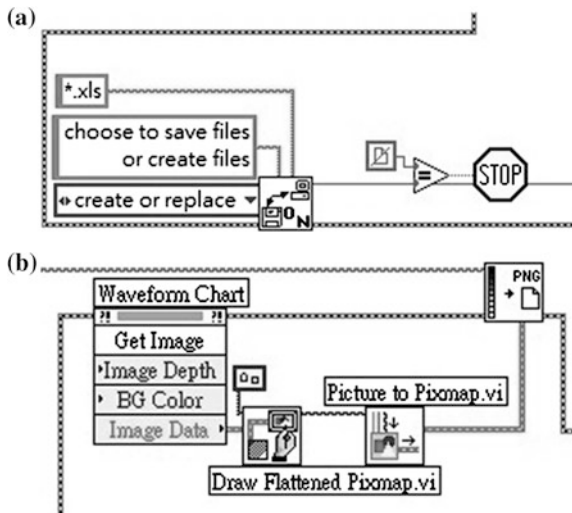 (a)
*.xls
choose to save files
or create files
create or replace
O
N
=
STOP
(b)
Waveform Chart
PNG
?!
?!
Get Image
Image Depth
BG Color
Image Data
Picture to Pixmap.vi
Draw Flattened Pixmap.vi